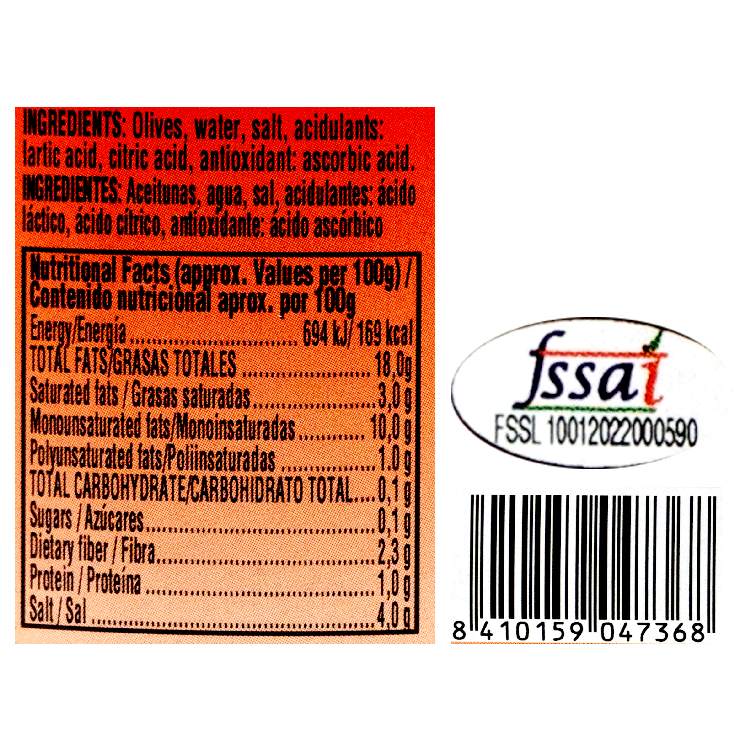 INGREDIENTS: Olives, water, salt, acidulants:
lartic acid, citric acid, antioxidant: ascorbic acid.
INGREDIENTES: Aceitunas, agua, sal, acidulantes: ácido
láctico, ácido cítrico, antioxidante: ácido ascórbico
Nutritional Facts (approx. Values per 100g) /
Contenido nutricional aprox. por 100g
Energy/Energia .................... 694 kJ/ 169 kcal
TOTAL FATS/GRASAS TOTALES .................... 18,0g
Saturated fats / Grasas saturadas .................... 3,0 g
Monounsaturated fats/Monoinsaturadas ............ 10,0 g
Polyunsaturated fats/Poliinsaturadas ................ 1.0 g
TOTAL CARBOHYDRATE/CARBOHIDRATO TOTAL.... 0,1 g
Sugars / Azúcares .................... 0,1 g
Dietary fiber / Fibra .................... 2,3 g
Protein / Proteína .................... 1,0 g
Salt / Sal .................... 4,0 g
fssai
FSSL 10012022000590
8 410159 047368